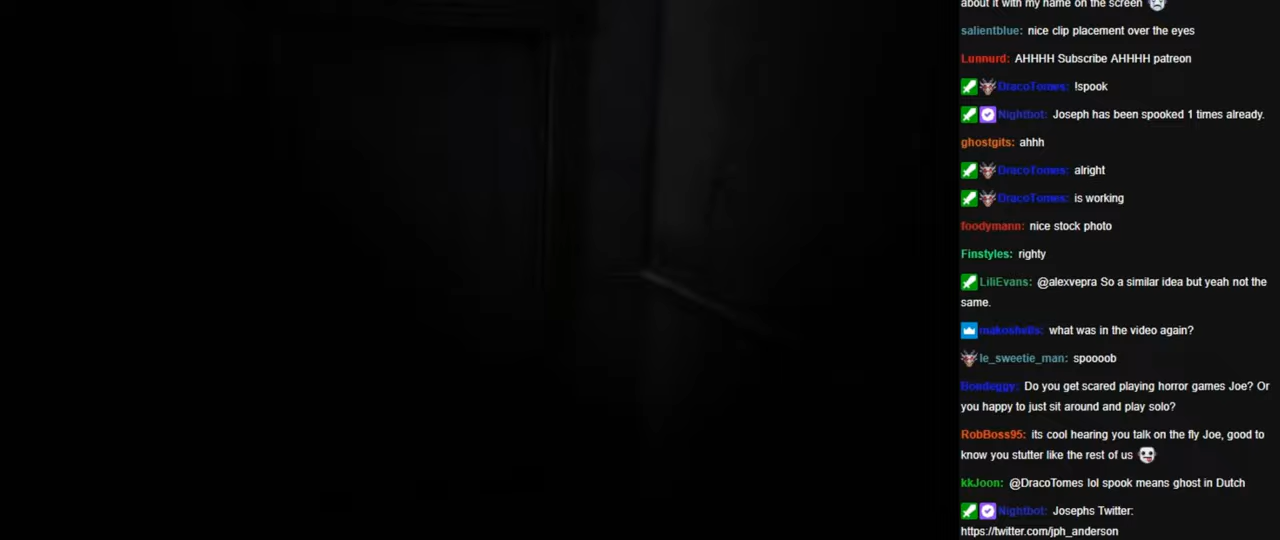 about it with my name on the screen
salientblue: nice clip placement over the eyes
Lunnurd: AHHHH Subscribe AHHHH patreon
DracoTomes: !spook
Nightbot: Joseph has been spooked 1 times already.
ghostgits: ahhh
DracoTomes: alright
DracoTomes: is working
foodymann: nice stock photo
Finstyles: righty
LiliEvans: @alexvepra So a similar idea but yeah not the
same.
what was in the video again?
le_sweetie_man: spoooob
Bondeggy: Do you get scared playing horror games Joe? Or
you happy to just sit around and play solo?
RobBoss95: its cool hearing you talk on the fly Joe, good to
know you stutter like the rest of us
kkJoon: @DracoTomes lol spook means ghost in Dutch
Nightbot: Josephs Twitter:
https://twitter.com/jph_anderson